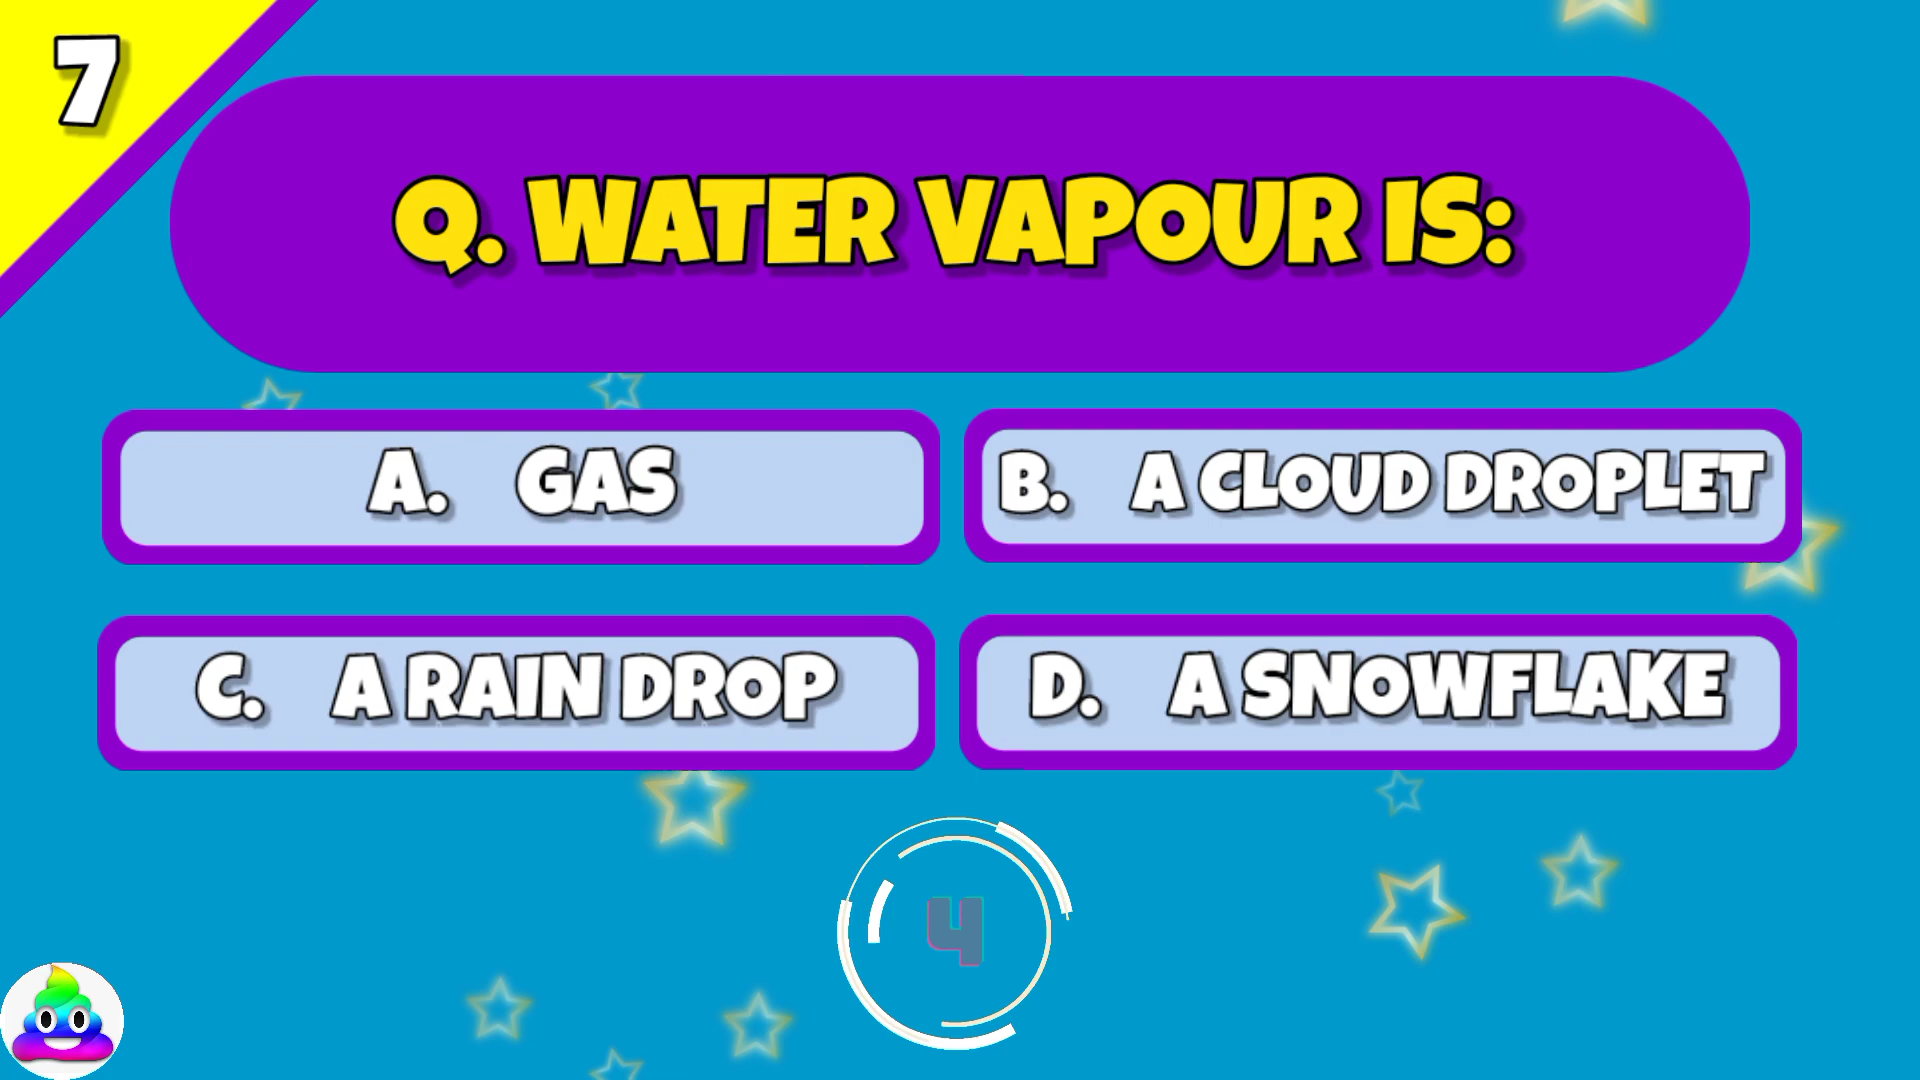 7
Q. WATER VAPOUR IS:
A. GAS
B. A CLOUD DROPLET
C. A RAIN DROP
D. A SNOWFLAKE
4